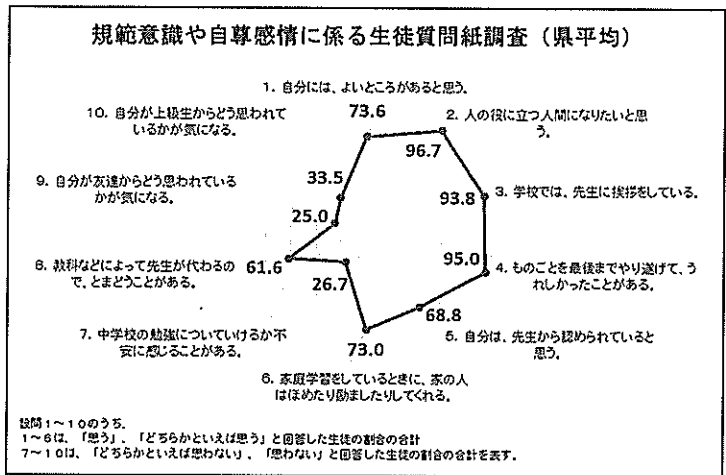 規範意識や自尊感情に係る生徒質問紙調査（県平均）
1. 自分には、よいところがあると思う。
73.6
2. 人の役に立つ人間になりたいと思
う。
96.7
3. 学校では、先生に挨拶をしている。
93.8
4. ものごとを最後までやり遂げて、う
れしかったことがある。
95.0
5. 自分は、先生から認められていると
思う。
68.8
6. 家庭学習をしているときに、家の人
はほめたり励ましたりしてくれる。
73.0
7. 中学校の勉強についていけるか不
安に感じることがある。
26.7
8. 教科などによって先生が代わるの
で、とまどうことがある。
61.6
9. 自分が友達からどう思われている
かが気になる。
25.0
10. 自分が上級生からどう思われて
いるかが気になる。
33.5
設問1～10のうち、
1～6は、「思う」、「どちらかといえば思う」と回答した生徒の割合の合計
7～10は、「どちらかといえば思わない」、「思わない」と回答した生徒の割合の合計を表す。